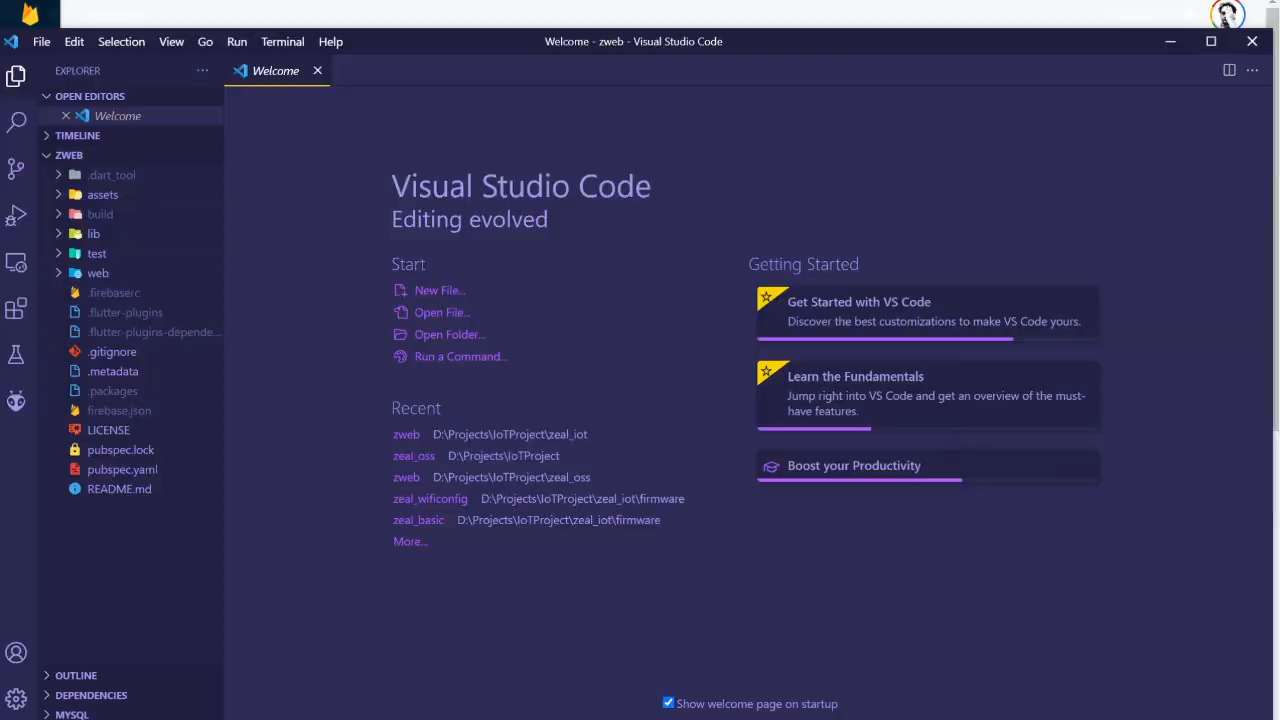 File Edit Selection View Go Run Terminal Help
Welcome - zweb - Visual Studio Code
EXPLORER
Welcome
OPEN EDITORS
Welcome
TIMELINE
ZWEB
.dart_tool
assets
build
lib
test
web
.firebaserc
.flutter-plugins
.flutter-plugins-depende...
.gitignore
.metadata
.packages
firebase.json
LICENSE
pubspec.lock
pubspec.yaml
README.md
OUTLINE
DEPENDENCIES
MYSQL
Visual Studio Code
Editing evolved
Start
New File...
Open File...
Open Folder...
Run a Command...
Recent
zweb D:\Projects\IoTProject\zeal_iot
zeal_oss D:\Projects\IoTProject
zweb D:\Projects\IoTProject\zeal_oss
zeal_wificonfig D:\Projects\IoTProject\zeal_iot\firmware
zeal_basic D:\Projects\IoTProject\zeal_iot\firmware
More...
Getting Started
Get Started with VS Code
Discover the best customizations to make VS Code yours.
Learn the Fundamentals
Jump right into VS Code and get an overview of the must-
have features.
Boost your Productivity
Show welcome page on startup